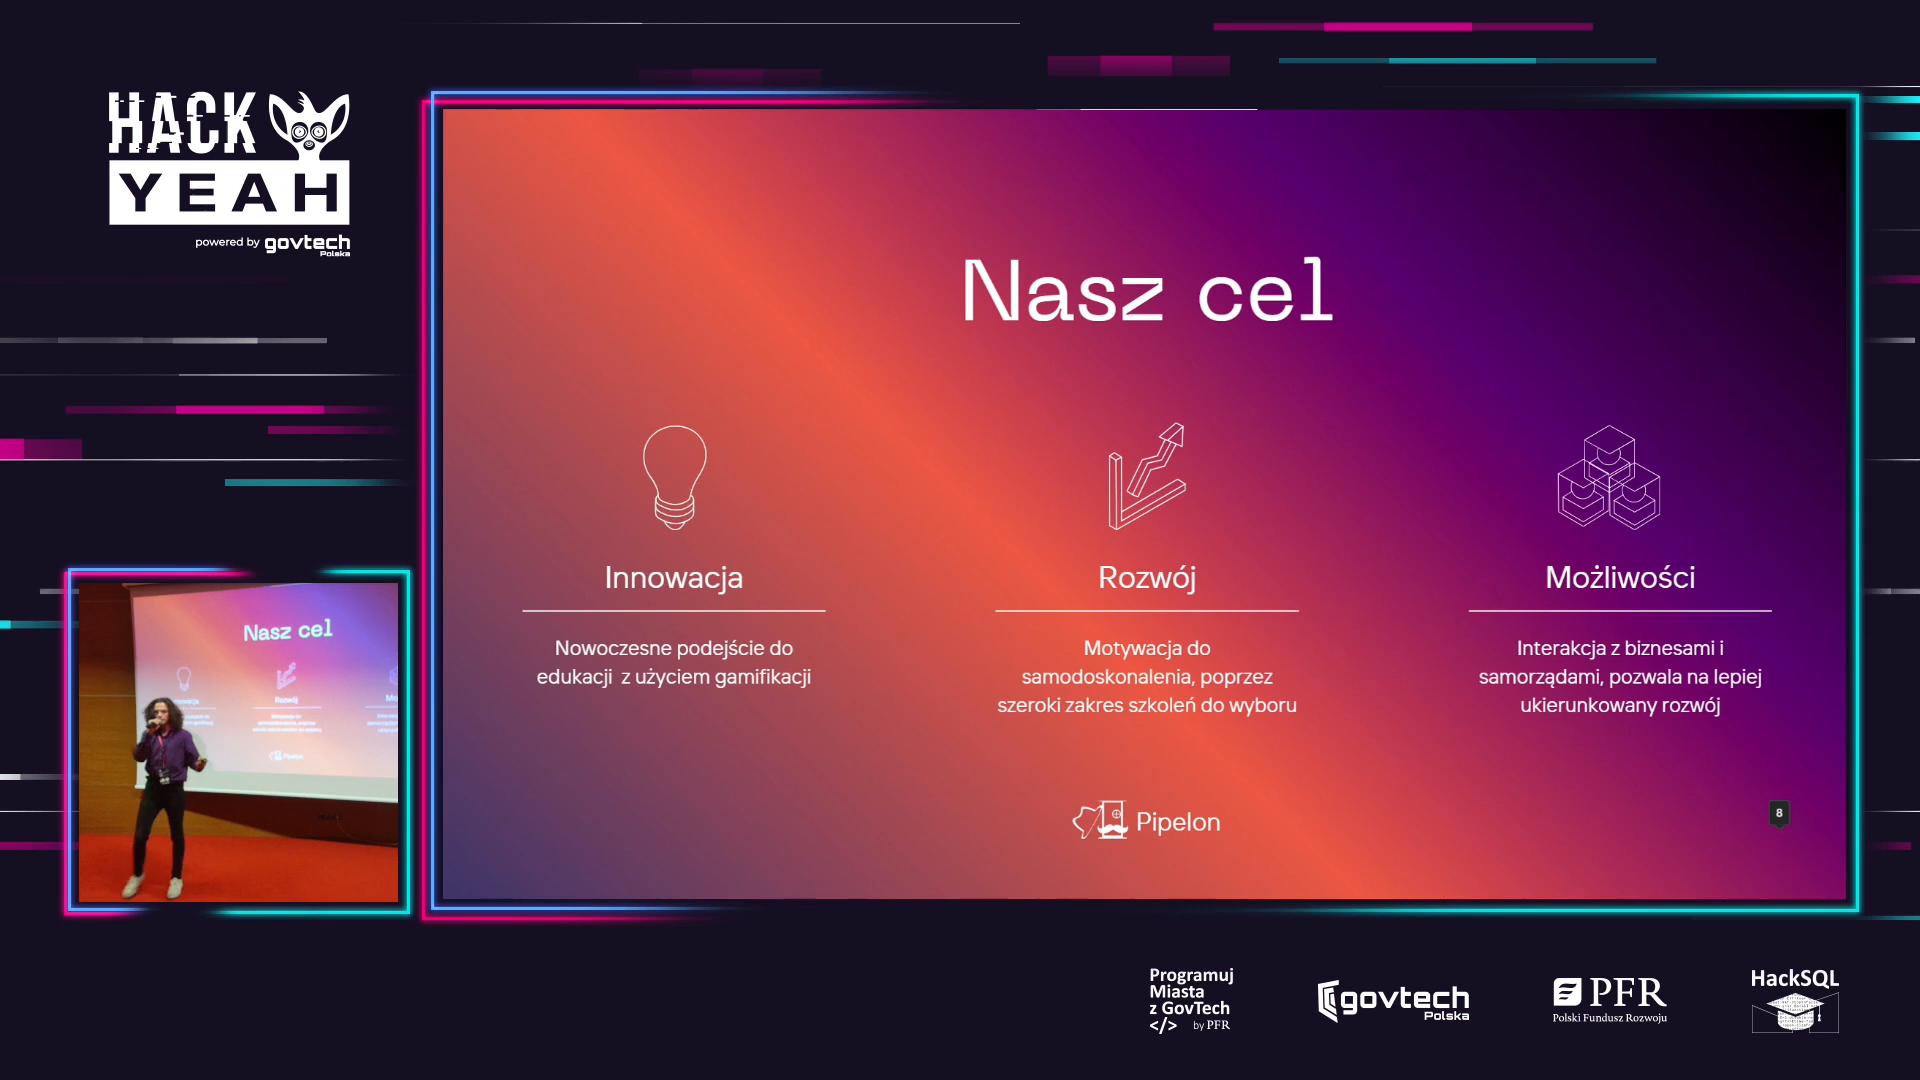 HACK
YEAH
powered by govtech
Polska
Nasz cel
Innowacja
Nowoczesne podejście do
edukacji z użyciem gamifikacji
Rozwój
Motywacja do
samodoskonalenia, poprzez
szeroki zakres szkoleń do wyboru
Możliwości
Interakcja z biznesami i
samorządami, pozwala na lepiej
ukierunkowany rozwój
Pipelon
8
Nasz cel
Rozwój
Pipelon
Programuj
Miasta
z GovTech
</> by PFR
govtech
Polska
PFR
Polski Fundusz Rozwoju
HackSQL